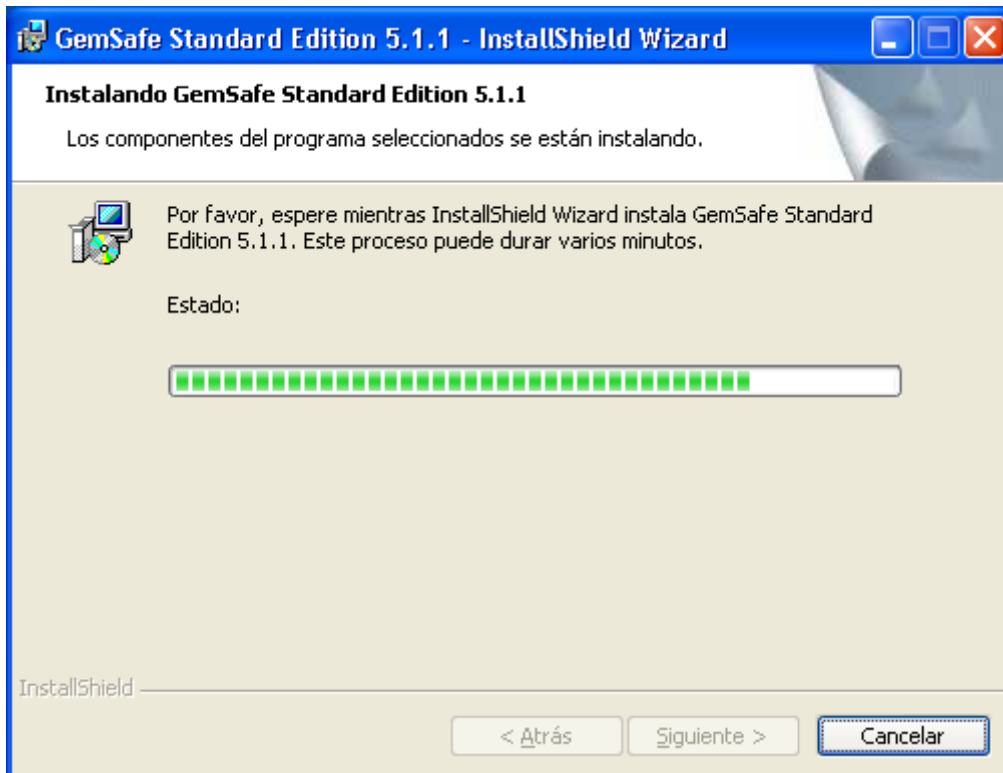 GemSafe Standard Edition 5.1.1 - InstallShield Wizard
Instalando GemSafe Standard Edition 5.1.1
Los componentes del programa seleccionados se están instalando.
Por favor, espere mientras InstallShield Wizard instala GemSafe Standard
Edition 5.1.1. Este proceso puede durar varios minutos.
Estado:
InstallShield
< Atrás
Siguiente >
Cancelar